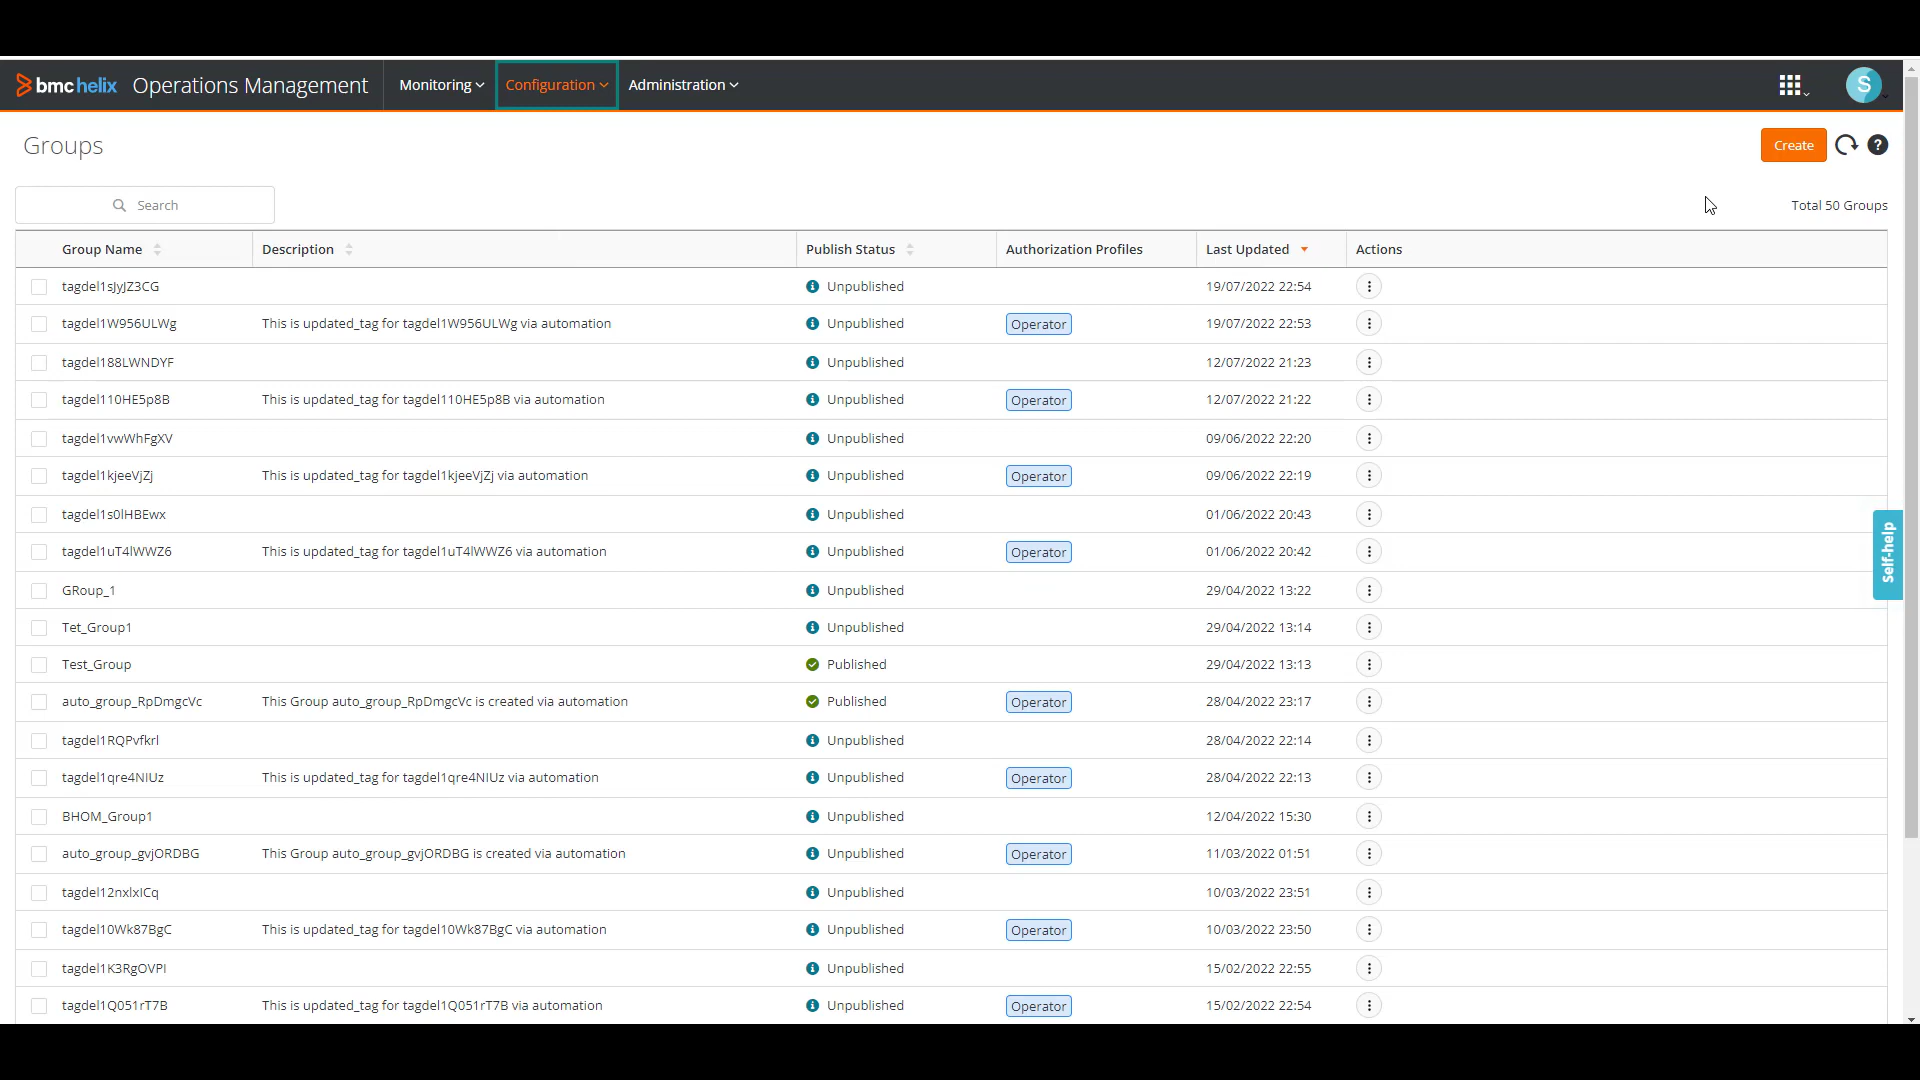 bmc helix Operations Management Monitoring Configuration Administration S
Groups Create ?
Search Total 50 Groups
Group Name Description Publish Status Authorization Profiles Last Updated Actions
tagdel1sJyJZ3CG Unpublished 19/07/2022 22:54
tagdel1W956ULWg This is updated_tag for tagdel1W956ULWg via automation Unpublished Operator 19/07/2022 22:53
tagdel188LWNDYF Unpublished 12/07/2022 21:23
tagdel110HE5p8B This is updated_tag for tagdel110HE5p8B via automation Unpublished Operator 12/07/2022 21:22
tagdel1vwWhFgXV Unpublished 09/06/2022 22:20
tagdel1kjeeVjZj This is updated_tag for tagdel1kjeeVjZj via automation Unpublished Operator 09/06/2022 22:19
tagdel1s0lHBEwx Unpublished 01/06/2022 20:43
tagdel1uT4lWWZ6 This is updated_tag for tagdel1uT4lWWZ6 via automation Unpublished Operator 01/06/2022 20:42
Self-help
GRoup_1 Unpublished 29/04/2022 13:22
Tet_Group1 Unpublished 29/04/2022 13:14
Test_Group Published 29/04/2022 13:13
auto_group_RpDmgcVc This Group auto_group_RpDmgcVc is created via automation Published Operator 28/04/2022 23:17
tagdel1RQPvfkrl Unpublished 28/04/2022 22:14
tagdel1qre4NIUz This is updated_tag for tagdel1qre4NIUz via automation Unpublished Operator 28/04/2022 22:13
BHOM_Group1 Unpublished 12/04/2022 15:30
auto_group_gvjORDBG This Group auto_group_gvjORDBG is created via automation Unpublished Operator 11/03/2022 01:51
tagdel12nxlxICq Unpublished 10/03/2022 23:51
tagdel10Wk87BgC This is updated_tag for tagdel10Wk87BgC via automation Unpublished Operator 10/03/2022 23:50
tagdel1K3RgOVPI Unpublished 15/02/2022 22:55
tagdel1Q051rT7B This is updated_tag for tagdel1Q051rT7B via automation Unpublished Operator 15/02/2022 22:54